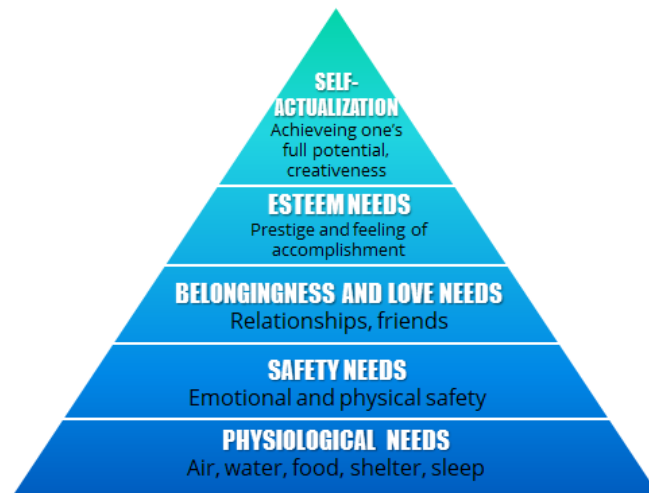 SELF-
ACTUALIZATION
Achieveing one's
full potential,
creativeness
ESTEEM NEEDS
Prestige and feeling of
accomplishment
BELONGINGNESS AND LOVE NEEDS
Relationships, friends
SAFETY NEEDS
Emotional and physical safety
PHYSIOLOGICAL NEEDS
Air, water, food, shelter, sleep